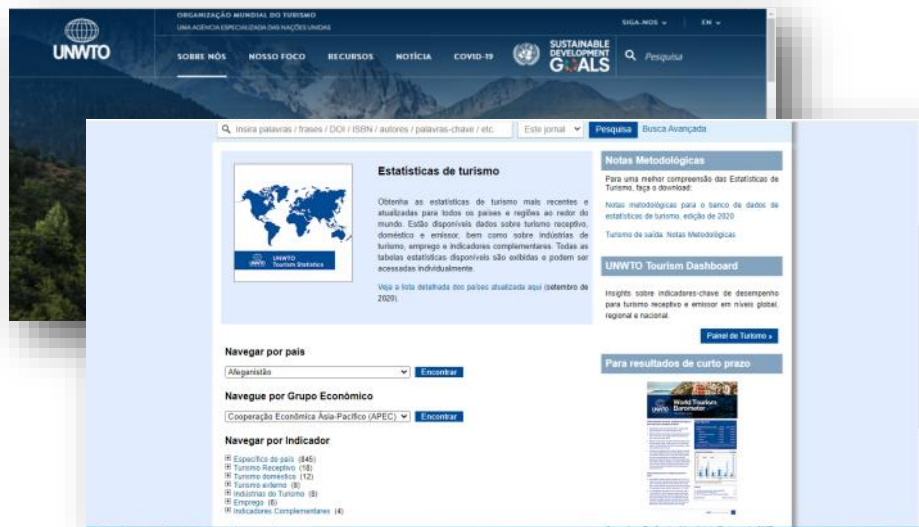 ORGANIZAÇÃO MUNDIAL DO TURISMO
UMA AGÊNCIA ESPECIALIZADA DAS NAÇÕES UNIDAS
SIGA-NOS
EN
UNWTO
SOBRE NÓS
NOSSO FOCO
RECURSOS
NOTÍCIA
COVID-19
SUSTAINABLE
DEVELOPMENT
GOALS
Pesquisa
Insira palavras / frases / DOI / ISBN / autores / palavras-chave / etc.
Este jornal
Pesquisa
Busca Avançada
Estatísticas de turismo
Obtenha as estatísticas de turismo mais recentes e
atualizadas para todos os países e regiões ao redor do
mundo. Estão disponíveis dados sobre turismo receptivo,
doméstico e emissor, bem como sobre indústrias de
turismo, emprego e indicadores complementares. Todas as
tabelas estatísticas disponíveis são exibidas e podem ser
acessadas individualmente.
Veja a lista detalhada dos países atualizada aqui (setembro de
2020).
UNWTO
Tourism Statistics
Notas Metodológicas
Para uma melhor compreensão das Estatísticas de
Turismo, faça o download:
Notas metodológicas para o banco de dados de
estatísticas de turismo, edição de 2020
Turismo de saída: Notas Metodológicas
UNWTO Tourism Dashboard
Insights sobre indicadores-chave de desempenho
para turismo receptivo e emissor em níveis global,
regional e nacional.
Painel de Turismo »
Para resultados de curto prazo
World Tourism
Barometer
UNWTO
Navegar por país
Afeganistão
Encontrar
Navegue por Grupo Econômico
Cooperação Econômica Ásia-Pacífico (APEC)
Encontrar
Navegar por Indicador
Específico do país (845)
Turismo Receptivo (18)
Turismo doméstico (12)
Turismo externo (8)
Indústrias do Turismo (8)
Emprego (6)
Indicadores Complementares (4)